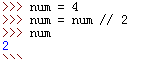 >>> num = 4
>>> num = num // 2
>>> num
2
>>>